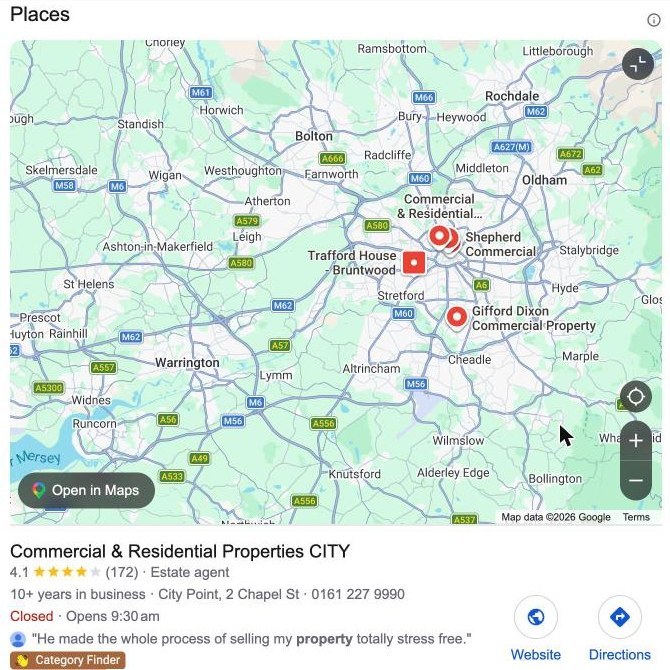 Places
Chorley
Ramsbottom
Littleborough
M61
M66
Rochdale
Horwich
M62
ough
Standish
Bury
Heywood
Bolton
A627(M)
A666
Radcliffe
A672
Skelmersdale
Wigan
Westhoughton
Farnworth
Middleton
A62
M58
M6
M60
Oldham
Atherton
Commercial
& Residential...
A579
A580
Leigh
Shepherd
Commercial
Ashton-in-Makefield
Trafford House
- Bruntwood
Stalybridge
A580
St Helens
A6
Hyde
Stretford
Glos
M62
M60
Gifford Dixon
Commercial Property
Prescot
Huyton
Rainhill
M62
A57
62
Warrington
Cheadle
Marple
A557
Lymm
Altrincham
M56
A5300
Widnes
M6
Runcorn
A56
M56
A556
Wilmslow
Wha
r Mersey
A49
Knutsford
Alderley Edge
Bollington
A533
Open in Maps
A556
A537
Northwich
Map data ©2026 Google
Terms
Commercial & Residential Properties CITY
4.1 ★★★★★ (172) · Estate agent
10+ years in business · City Point, 2 Chapel St · 0161 227 9990
Closed · Opens 9:30 am
"He made the whole process of selling my property totally stress free."
Category Finder
Website
Directions